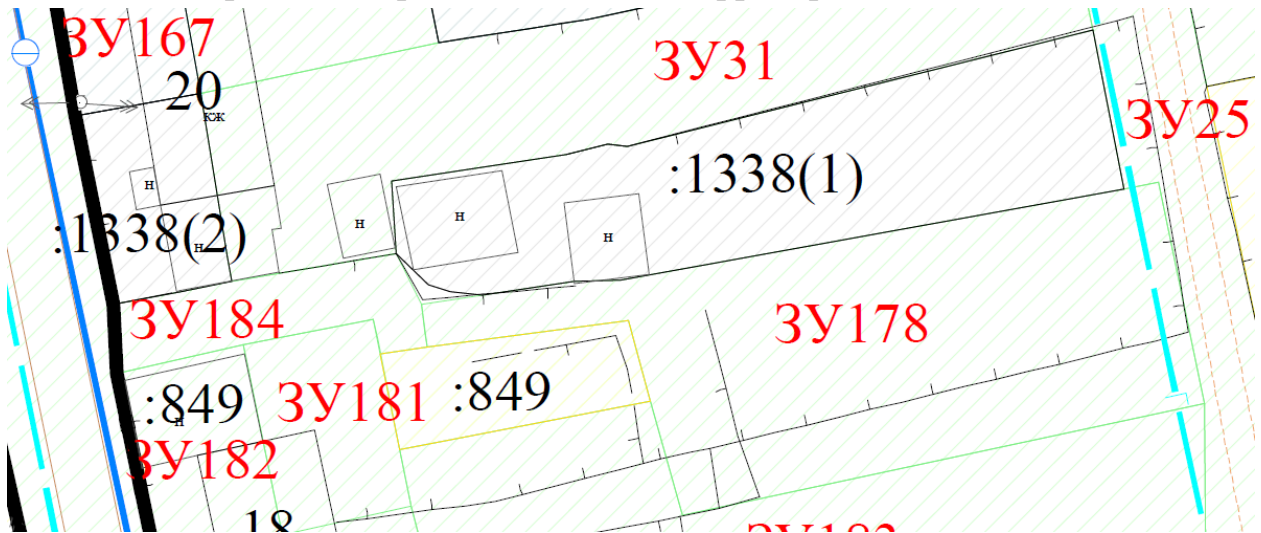 ЗУ167
ЗУ31
20
кж
ЗУ25
н
:1338(1)
н
н
н
:1338(2)
н
ЗУ184
ЗУ178
:849
н
ЗУ181
:849
ЗУ182
18